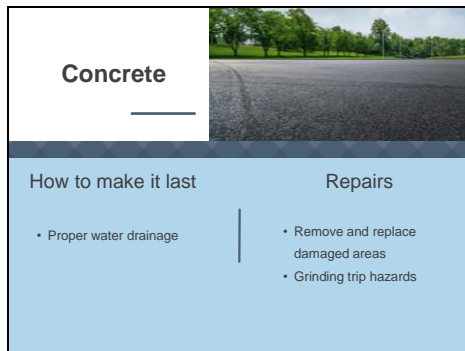 Concrete
How to make it last
• Proper water drainage
Repairs
• Remove and replace
damaged areas
• Grinding trip hazards